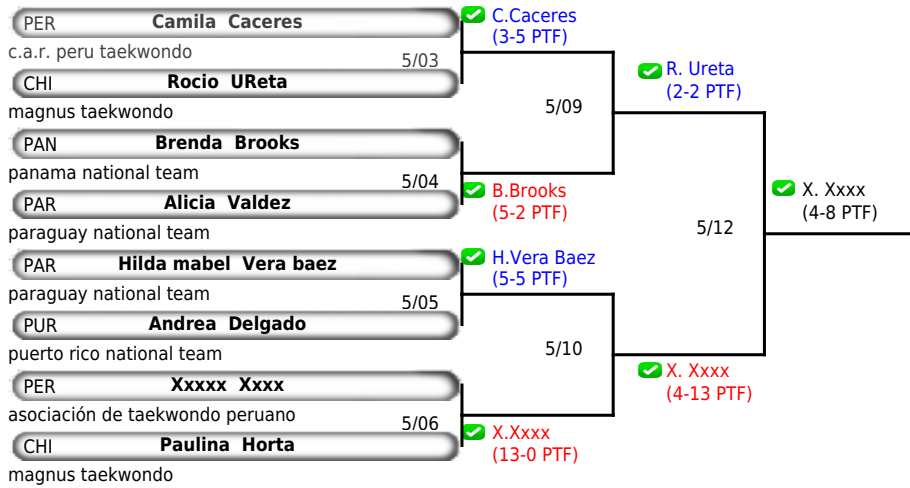 PER Camila Caceres
c.a.r. peru taekwondo
5/03
CHI Rocio UReta
magnus taekwondo
C.Caceres
(3-5 PTF)
PAN Brenda Brooks
panama national team
5/04
PAR Alicia Valdez
paraguay national team
B.Brooks
(5-2 PTF)
5/09
R. Ureta
(2-2 PTF)
PAR Hilda mabel Vera baez
paraguay national team
5/05
PUR Andrea Delgado
puerto rico national team
H.Vera Baez
(5-5 PTF)
PER Xxxxx Xxxx
asociación de taekwondo peruano
5/06
CHI Paulina Horta
magnus taekwondo
X.Xxxx
(13-0 PTF)
5/10
X. Xxxx
(4-13 PTF)
5/12
X. Xxxx
(4-8 PTF)